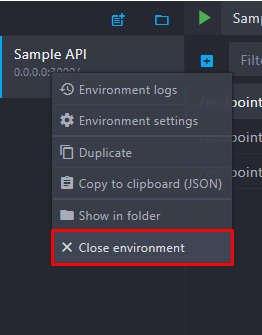 Sam
Sample API
0.0.0.0:3000/
Filte
Environment logs
/endpoint
Environment settings
Duplicate
Copy to clipboard (JSON)
Show in folder
Close environment